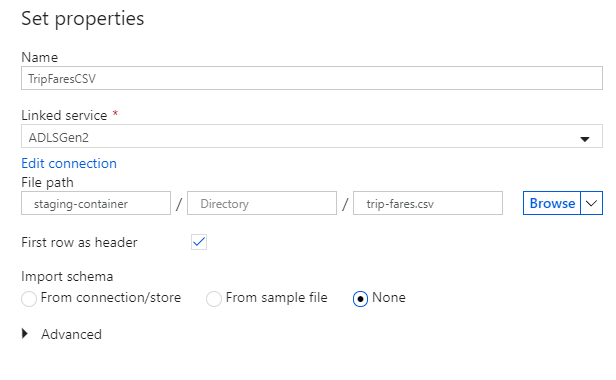 Set properties
Name
TripFaresCSV
Linked service *
ADLSGen2
Edit connection
File path
staging-container / Directory / trip-fares.csv Browse
First row as header
Import schema
From connection/store From sample file None
Advanced